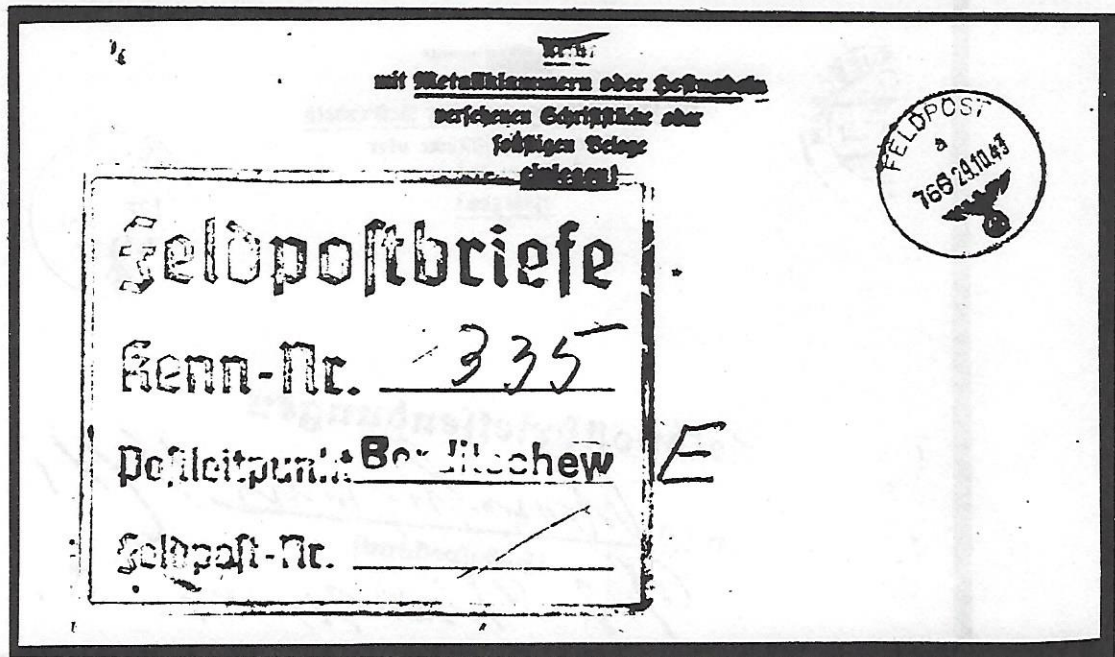 mit Metallklammern oder Heftnadeln
versehenen Schriftstücke oder
sonstigen Belege
einlegen!
FELDPOST
a
766 29.10.43
Feldpostbriefe
Kenn-Nr. 335
Postleitpunkt Berditschew E
Feldpost-Nr.